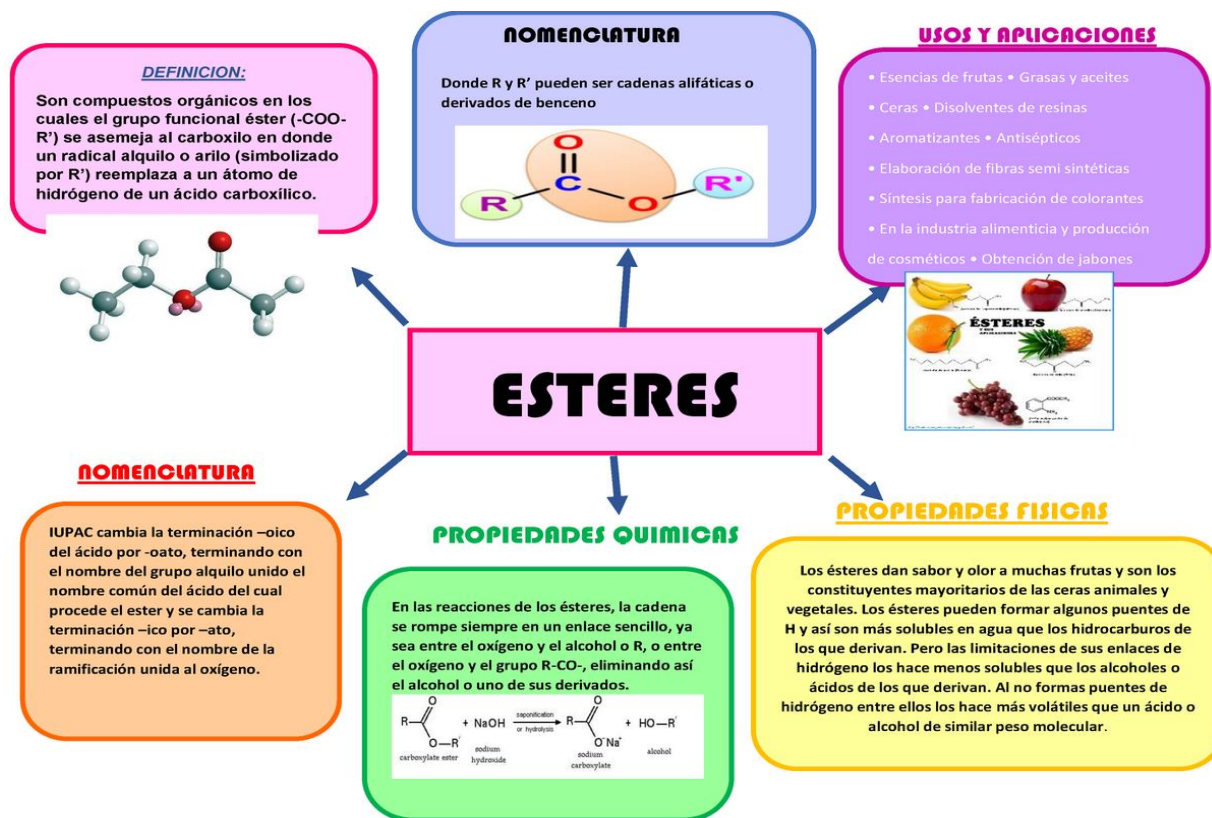 DEFINICION:
Son compuestos orgánicos en los
cuales el grupo funcional éster (-COO-
R’) se asemeja al carboxilo en donde
un radical alquilo o arilo (simbolizado
por R’) reemplaza a un átomo de
hidrógeno de un ácido carboxílico.
NOMENCLATURA
Donde R y R’ pueden ser cadenas alifáticas o
derivados de benceno
O
R C O R'
USOS Y APLICACIONES
• Esencias de frutas • Grasas y aceites
• Ceras • Disolventes de resinas
• Aromatizantes • Antisépticos
• Elaboración de fibras semi sintéticas
• Síntesis para fabricación de colorantes
• En la industria alimenticia y producción
de cosméticos • Obtención de jabones
ÉSTERES
APLICACIONES
ESTERES
NOMENCLATURA
IUPAC cambia la terminación –oico
del ácido por -oato, terminando con
el nombre del grupo alquilo unido el
nombre común del ácido del cual
procede el ester y se cambia la
terminación –ico por –ato,
terminando con el nombre de la
ramificación unida al oxígeno.
PROPIEDADES QUIMICAS
En las reacciones de los ésteres, la cadena
se rompe siempre en un enlace sencillo, ya
sea entre el oxígeno y el alcohol o R, o entre
el oxígeno y el grupo R-CO-, eliminando así
el alcohol o uno de sus derivados.
O O
R + NaOH saponification R + HO—R'
or hydrolysis
O—R' O⁻Na⁺
carboxylate ester sodium hydroxide sodium carboxylate alcohol
PROPIEDADES FISICAS
Los ésteres dan sabor y olor a muchas frutas y son los
constituyentes mayoritarios de las ceras animales y
vegetales. Los ésteres pueden formar algunos puentes de
H y así son más solubles en agua que los hidrocarburos de
los que derivan. Pero las limitaciones de sus enlaces de
hidrógeno los hace menos solubles que los alcoholes o
ácidos de los que derivan. Al no formas puentes de
hidrógeno entre ellos los hace más volátiles que un ácido o
alcohol de similar peso molecular.